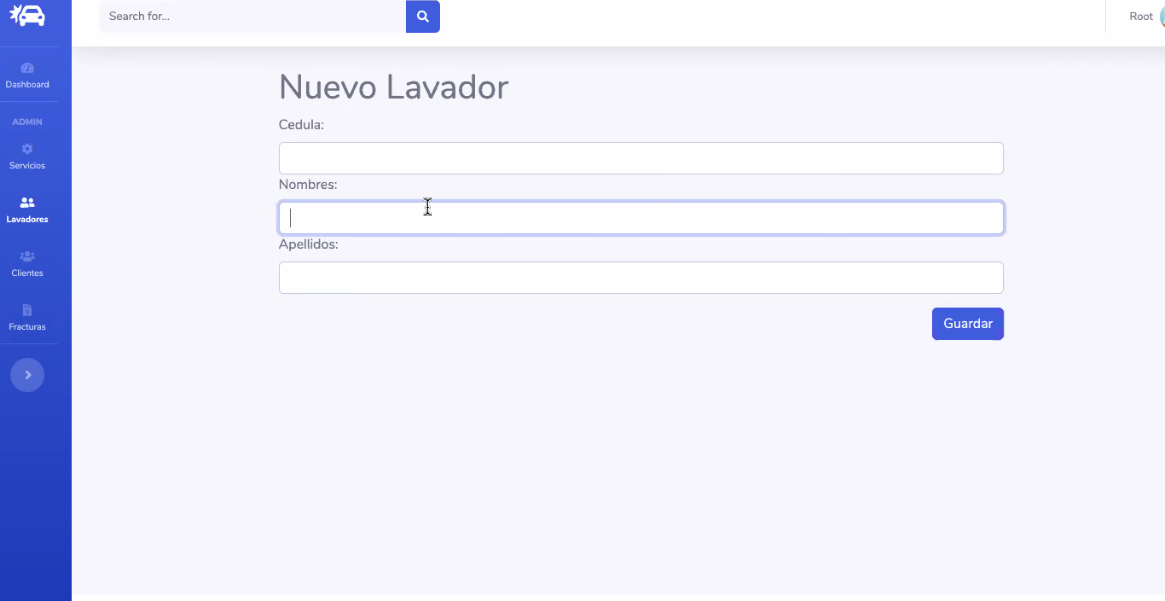 Search for...
Root
Dashboard
ADMIN
Servicios
Lavadores
Clientes
Fracturas
Nuevo Lavador
Cedula:
Nombres:
Apellidos:
Guardar